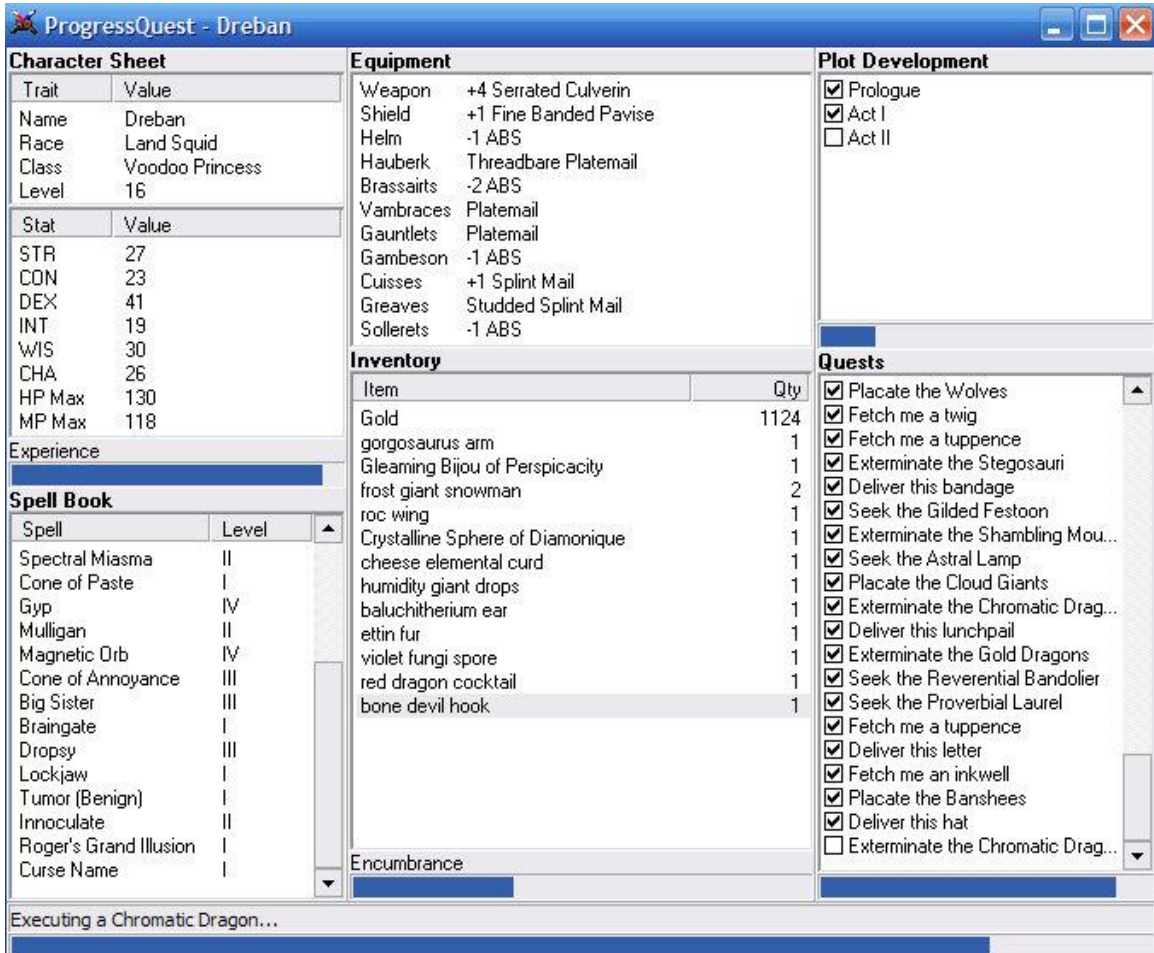 ProgressQuest - Dreban
Character Sheet
Trait Value
Name Dreban
Race Land Squid
Class Voodoo Princess
Level 16
Stat Value
STR 27
CON 23
DEX 41
INT 19
WIS 30
CHA 26
HP Max 130
MP Max 118
Experience
Spell Book
Spell Level
Spectral Miasma II
Cone of Paste I
Gyp IV
Mulligan II
Magnetic Orb IV
Cone of Annoyance III
Big Sister III
Braingate I
Dropsy III
Lockjaw I
Tumor (Benign) I
Innoculate II
Roger's Grand Illusion I
Curse Name I
Equipment
Weapon +4 Serrated Culverin
Shield +1 Fine Banded Pavise
Helm -1 ABS
Hauberk Threadbare Platemail
Brassairts -2 ABS
Vambraces Platemail
Gauntlets Platemail
Gambeson -1 ABS
Cuisses +1 Splint Mail
Greaves Studded Splint Mail
Sollerets -1 ABS
Inventory
Item Qty
Gold 1124
gorgosaurus arm 1
Gleaming Bijou of Perspicacity 1
frost giant snowman 2
roc wing 1
Crystalline Sphere of Diamonique 1
cheese elemental curd 1
humidity giant drops 1
baluchitherium ear 1
ettin fur 1
violet fungi spore 1
red dragon cocktail 1
bone devil hook 1
Encumbrance
Plot Development
Prologue
Act I
Act II
Quests
Placate the Wolves
Fetch me a twig
Fetch me a tuppence
Exterminate the Stegosauri
Deliver this bandage
Seek the Gilded Festoon
Exterminate the Shambling Mou...
Seek the Astral Lamp
Placate the Cloud Giants
Exterminate the Chromatic Drag...
Deliver this lunchpail
Exterminate the Gold Dragons
Seek the Reverential Bandolier
Seek the Proverbial Laurel
Fetch me a tuppence
Deliver this letter
Fetch me an inkwell
Placate the Banshees
Deliver this hat
Exterminate the Chromatic Drag...
Executing a Chromatic Dragon...